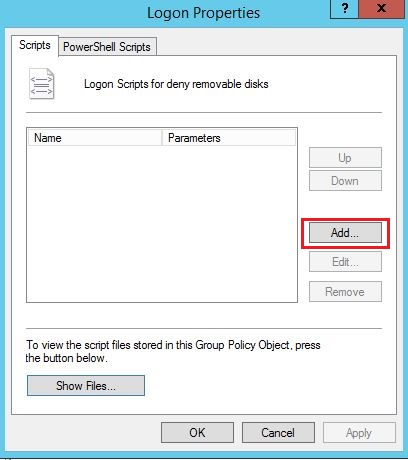 Logon Properties
?
x
Scripts
PowerShell Scripts
Logon Scripts for deny removable disks
Name
Parameters
Up
Down
Add...
Edit...
Remove
To view the script files stored in this Group Policy Object, press
the button below.
Show Files...
OK
Cancel
Apply